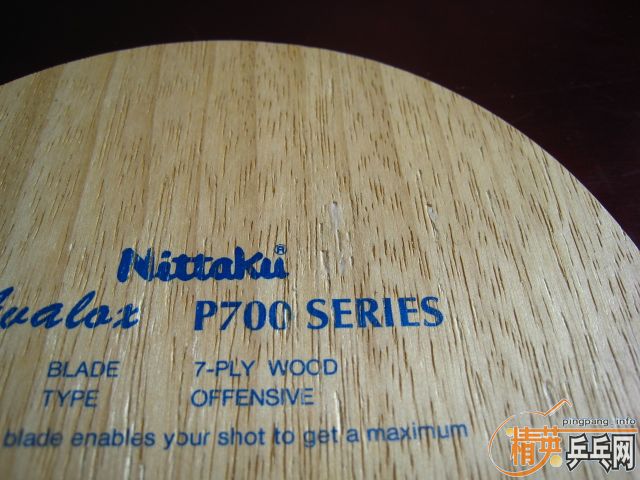 Nittaku®
Avalox P700 SERIES
BLADE 7-PLY WOOD
TYPE OFFENSIVE
blade enables your shot to get a maximum
pingpang.info
精英乒乓网